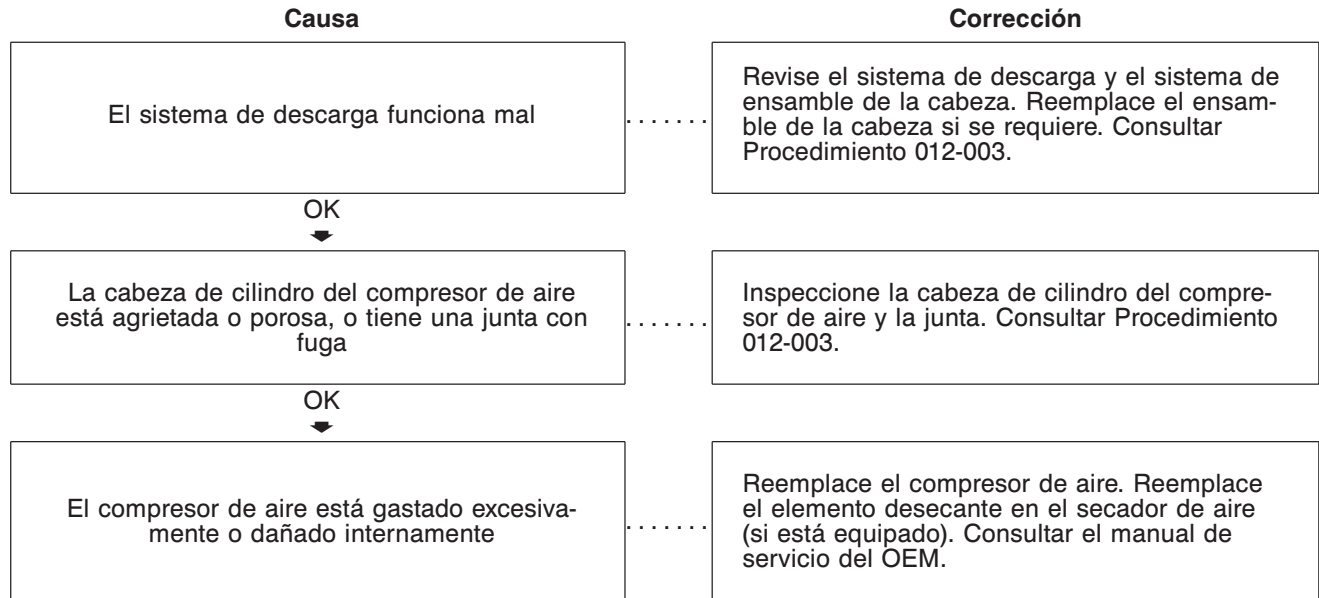 Causa
Corrección
El sistema de descarga funciona mal
.......
Revise el sistema de descarga y el sistema de
ensamble de la cabeza. Reemplace el ensam-
ble de la cabeza si se requiere. Consultar
Procedimiento 012-003.
OK
La cabeza de cilindro del compresor de aire
está agrietada o porosa, o tiene una junta con
fuga
.......
Inspeccione la cabeza de cilindro del compre-
sor de aire y la junta. Consultar Procedimiento
012-003.
OK
El compresor de aire está gastado excesiva-
mente o dañado internamente
.......
Reemplace el compresor de aire. Reemplace
el elemento desecante en el secador de aire
(si está equipado). Consultar el manual de
servicio del OEM.